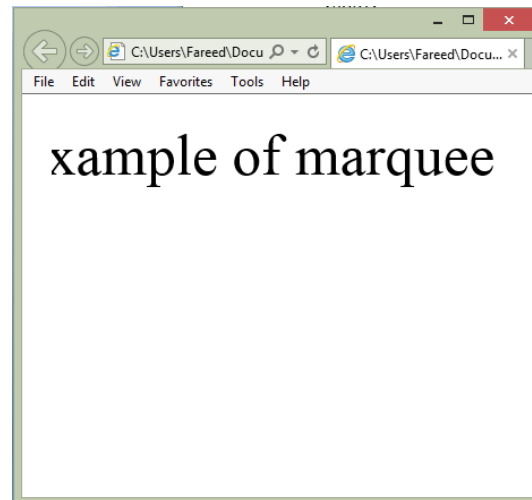 C:\Users\Fareed\Docu
C:\Users\Fareed\Docu...
File Edit View Favorites Tools Help
xample of marquee